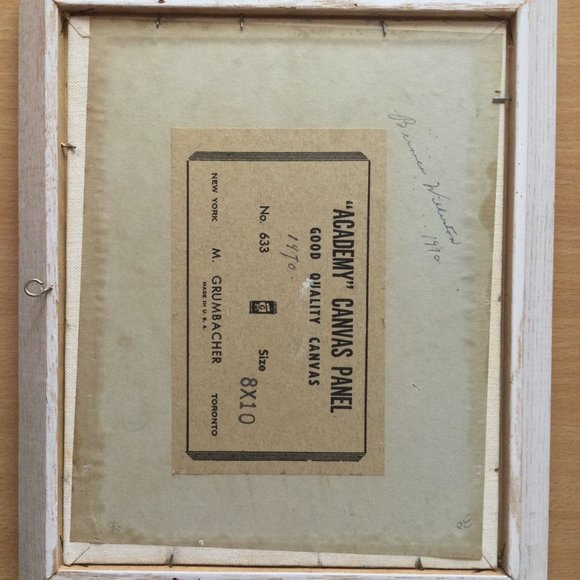 "ACADEMY" CANVAS PANEL
GOOD QUALITY CANVAS
1970
No. 633 Size 8X10
NEW YORK M. GRUMBACHER TORONTO
MADE IN U.S.A.
1970